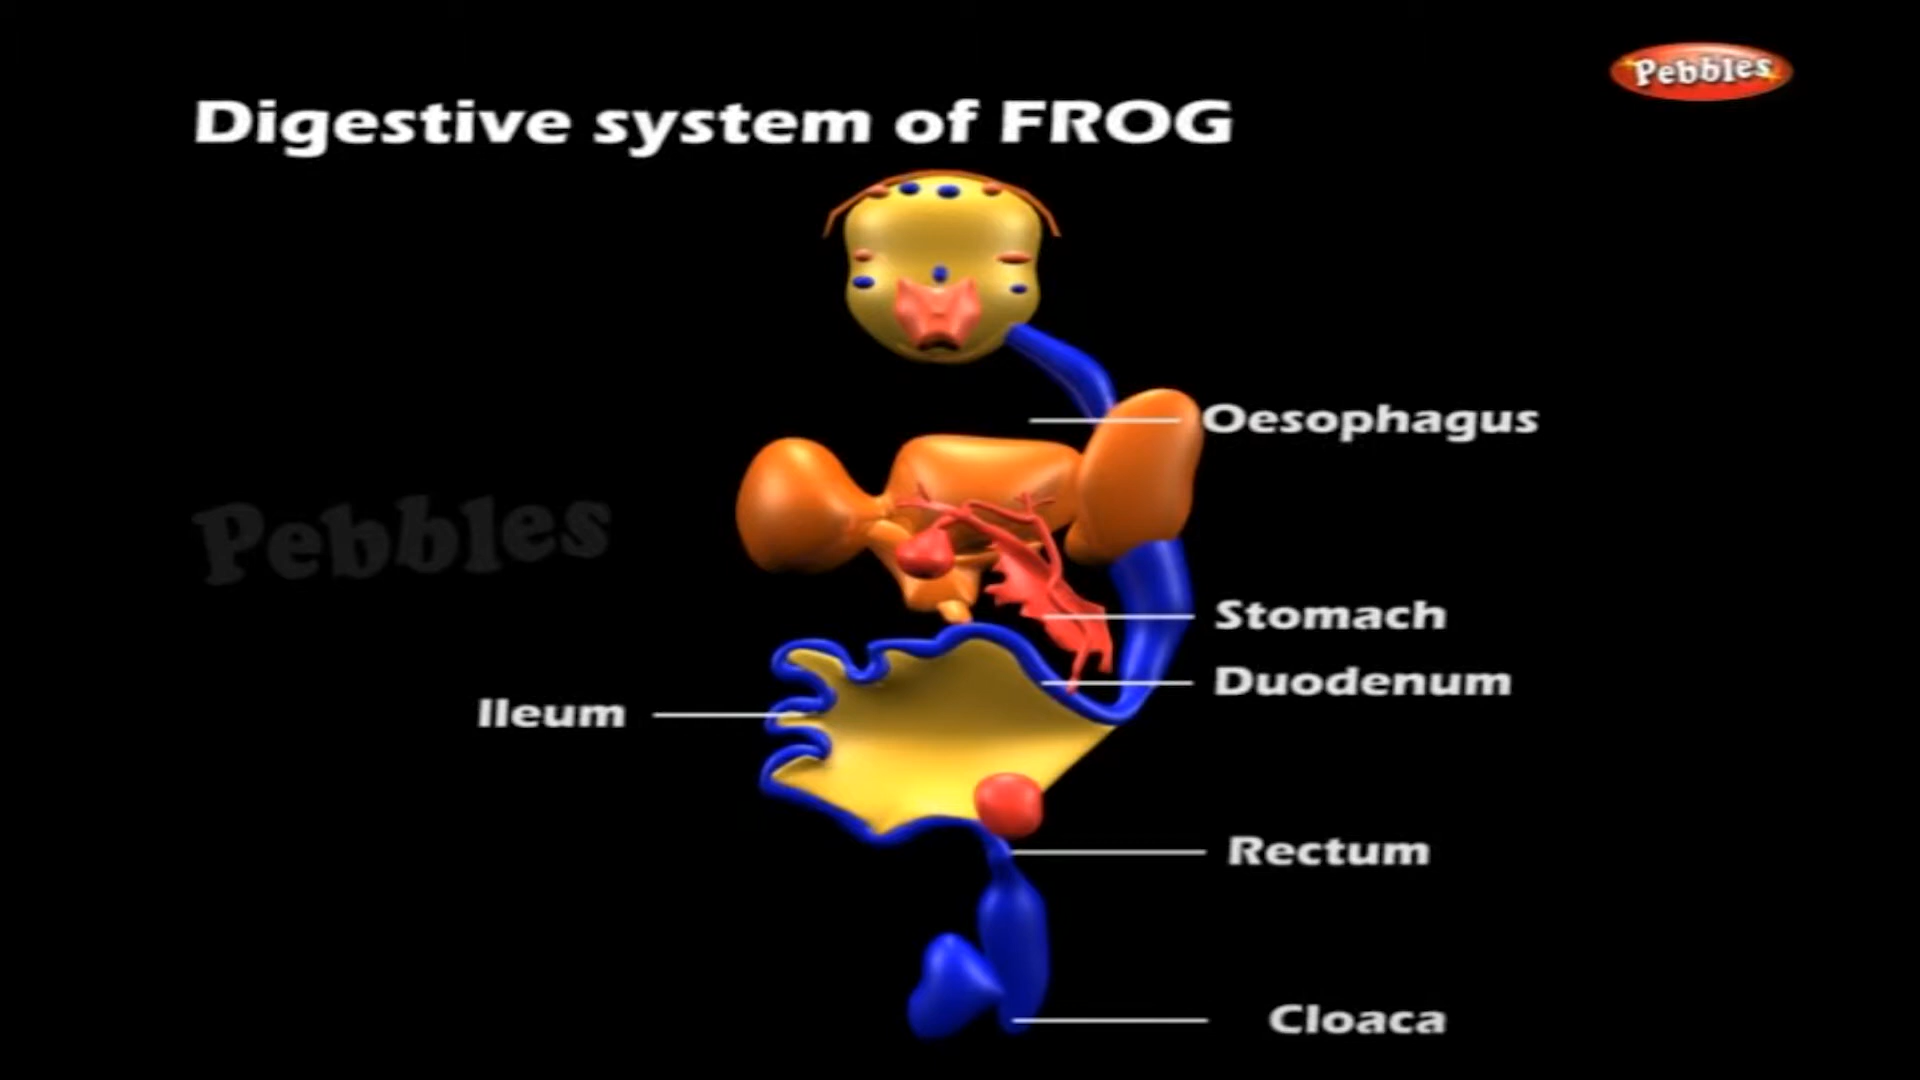 Pebbles
Digestive system of FROG
Oesophagus
Pebbles
Stomach
Duodenum
Ileum
Rectum
Cloaca